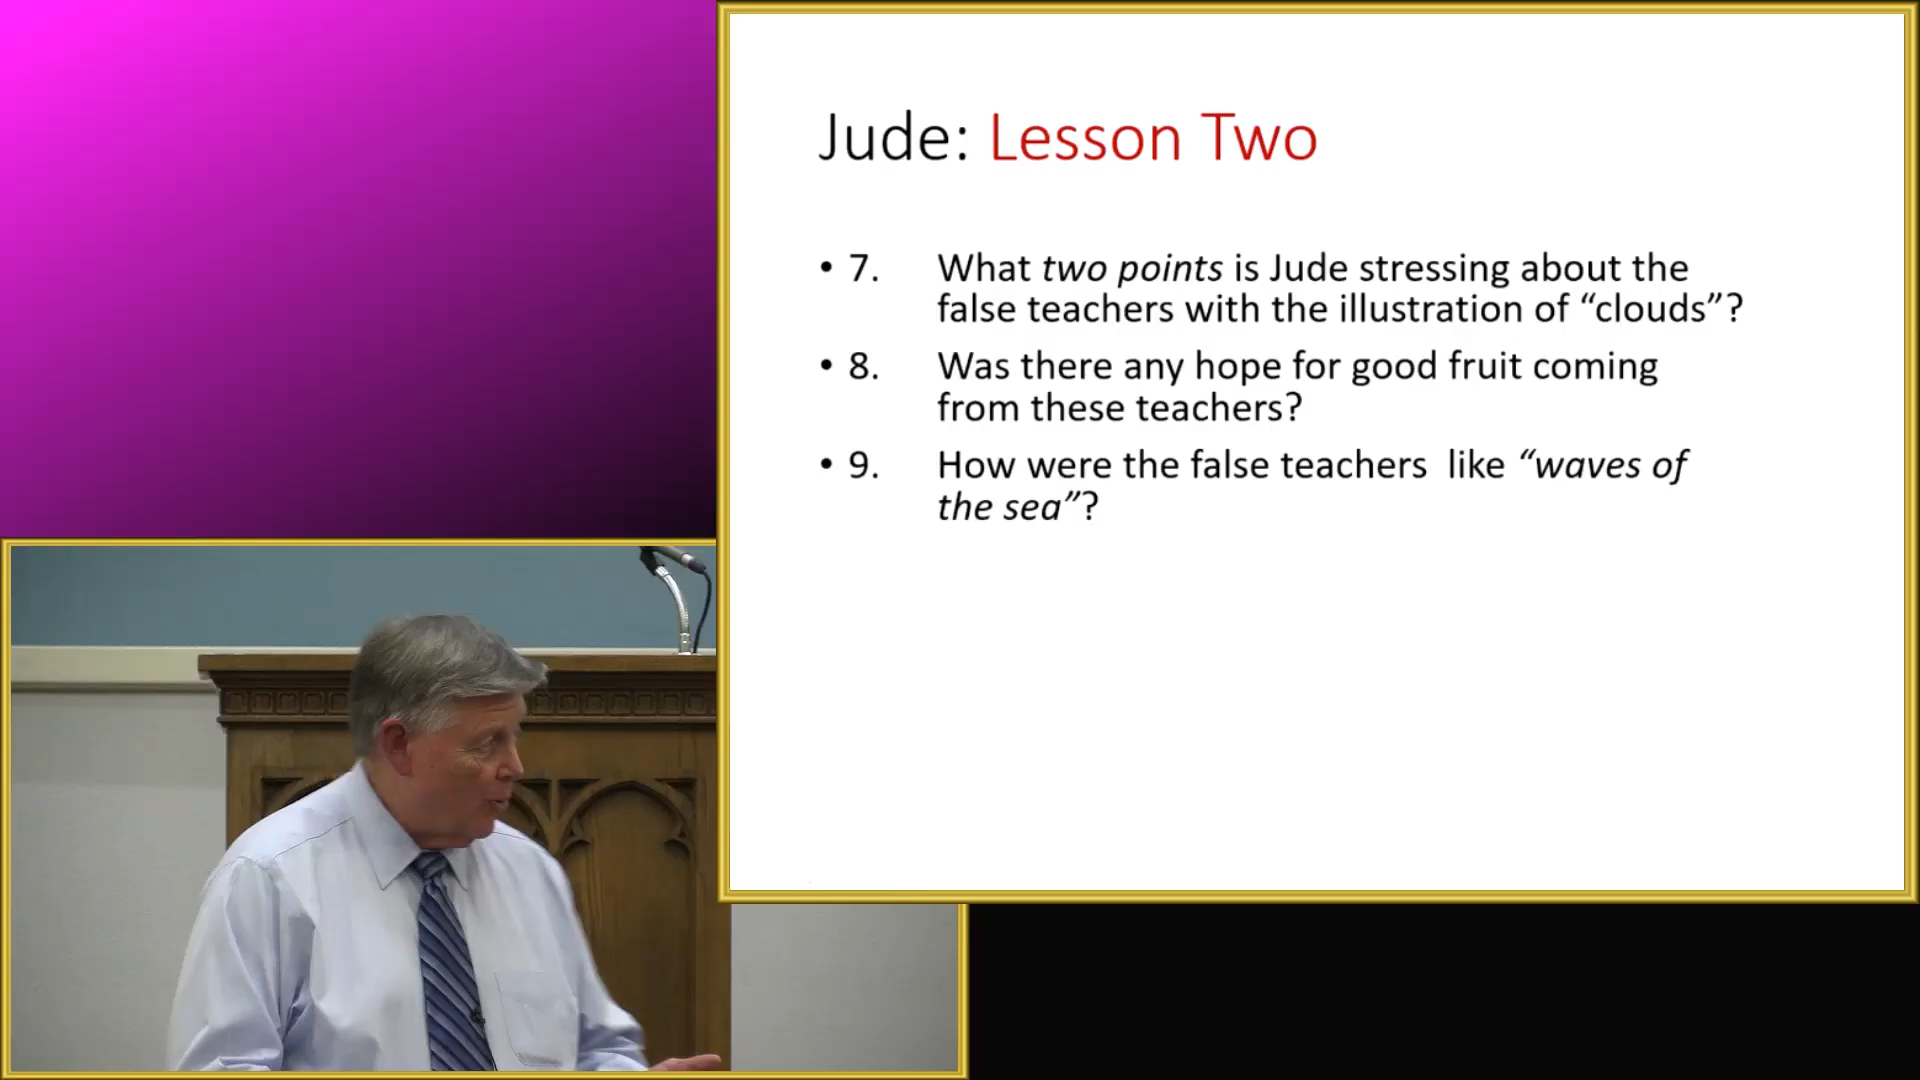 Jude: Lesson Two
• 7. What two points is Jude stressing about the
false teachers with the illustration of “clouds”?
• 8. Was there any hope for good fruit coming
from these teachers?
• 9. How were the false teachers like “waves of
the sea”?